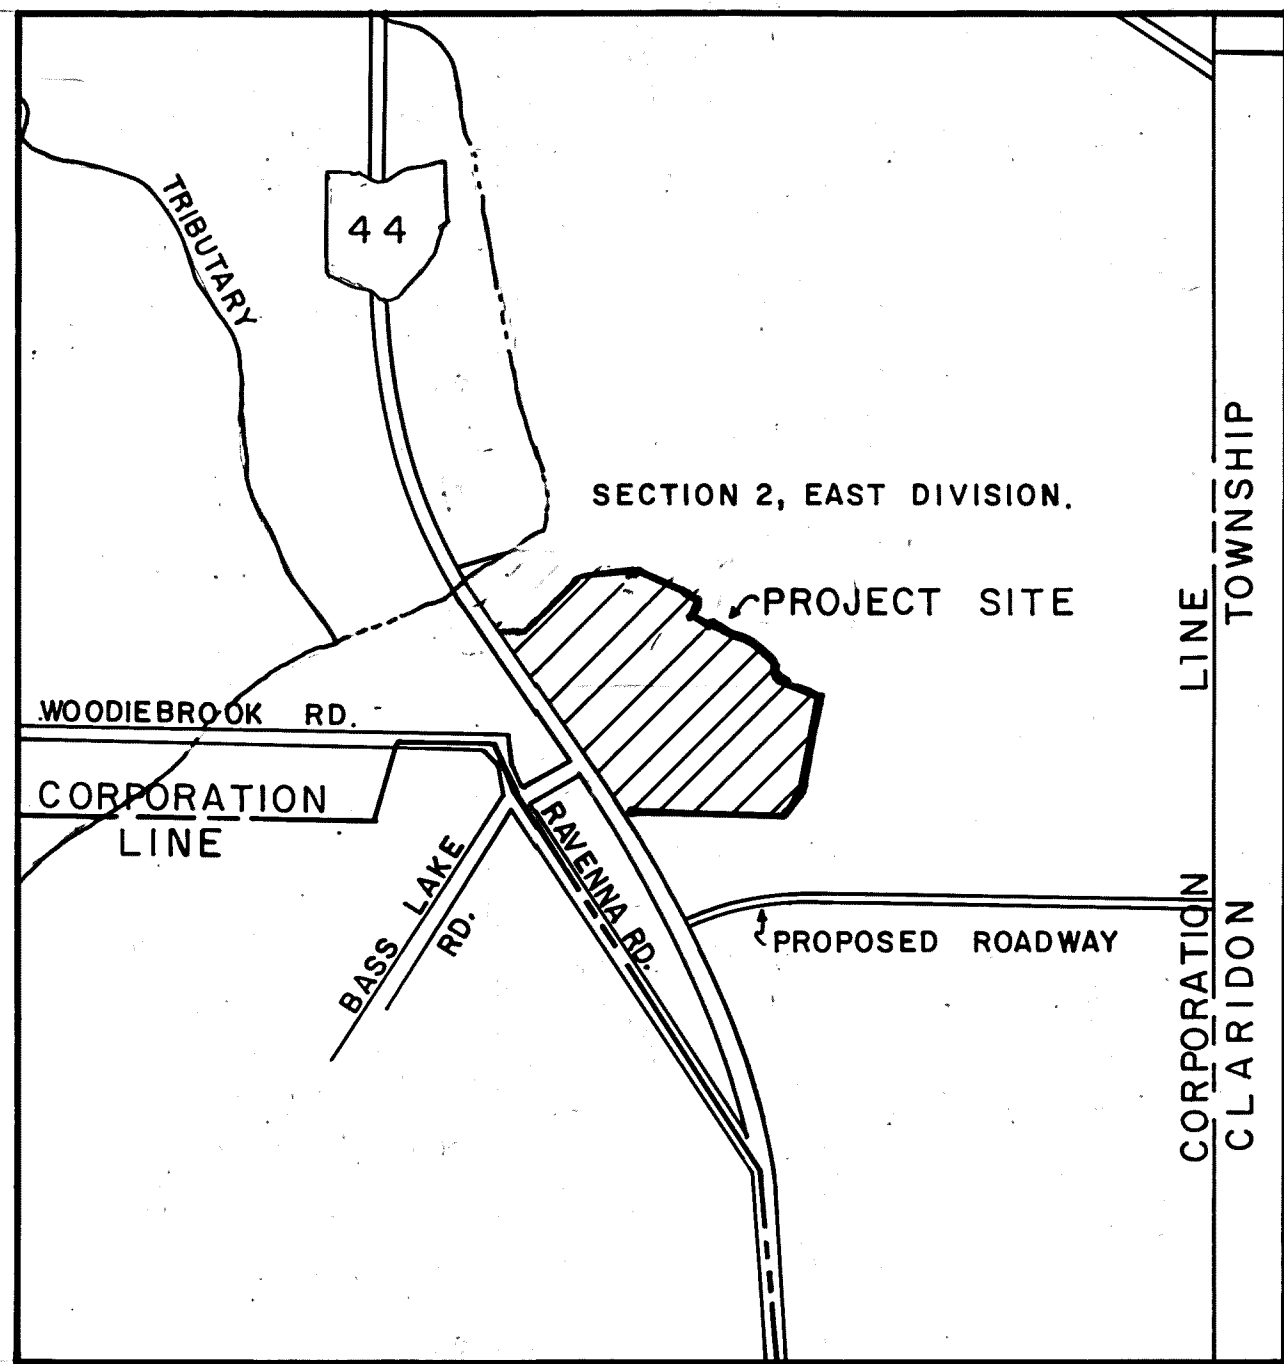 TRIBUTARY
44
SECTION 2, EAST DIVISION.
PROJECT SITE
WOODIEBROOK RD.
CORPORATION
LINE
BASS LAKE
RD.
RAVENNA RD.
PROPOSED ROADWAY
CORPORATION LINE
CLARIDON TOWNSHIP